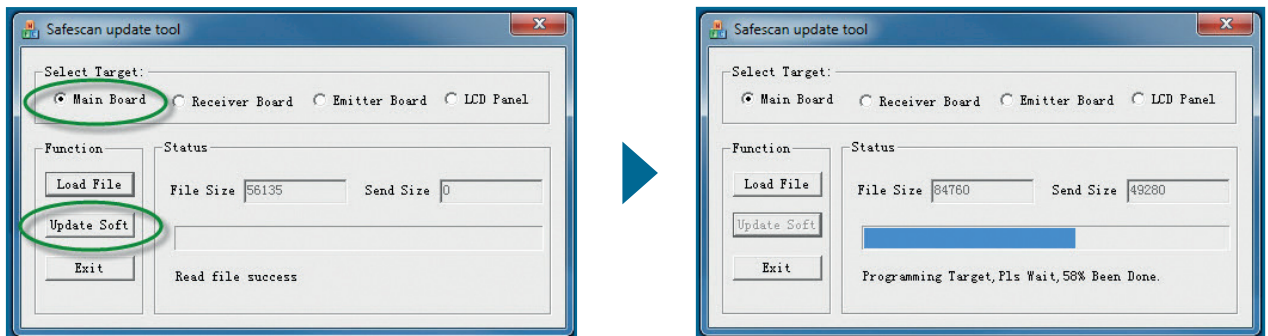 Safescan update tool
Select Target:
Main Board Receiver Board Emitter Board LCD Panel
Function
Status
Load File
File Size 56135 Send Size 0
Update Soft
Exit
Read file success
Safescan update tool
Select Target:
Main Board Receiver Board Emitter Board LCD Panel
Function
Status
Load File
File Size 84760 Send Size 49280
Update Soft
Exit
Programming Target,Pls Wait,58% Been Done.